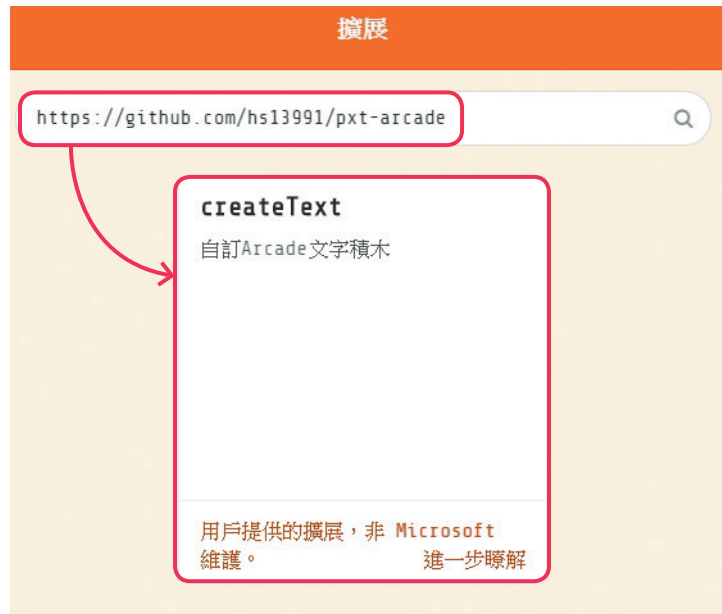 擴展
https://github.com/hs13991/pxt-arcade
createText
自訂Arcade文字積木
用戶提供的擴展，非 Microsoft
維護。 進一步瞭解